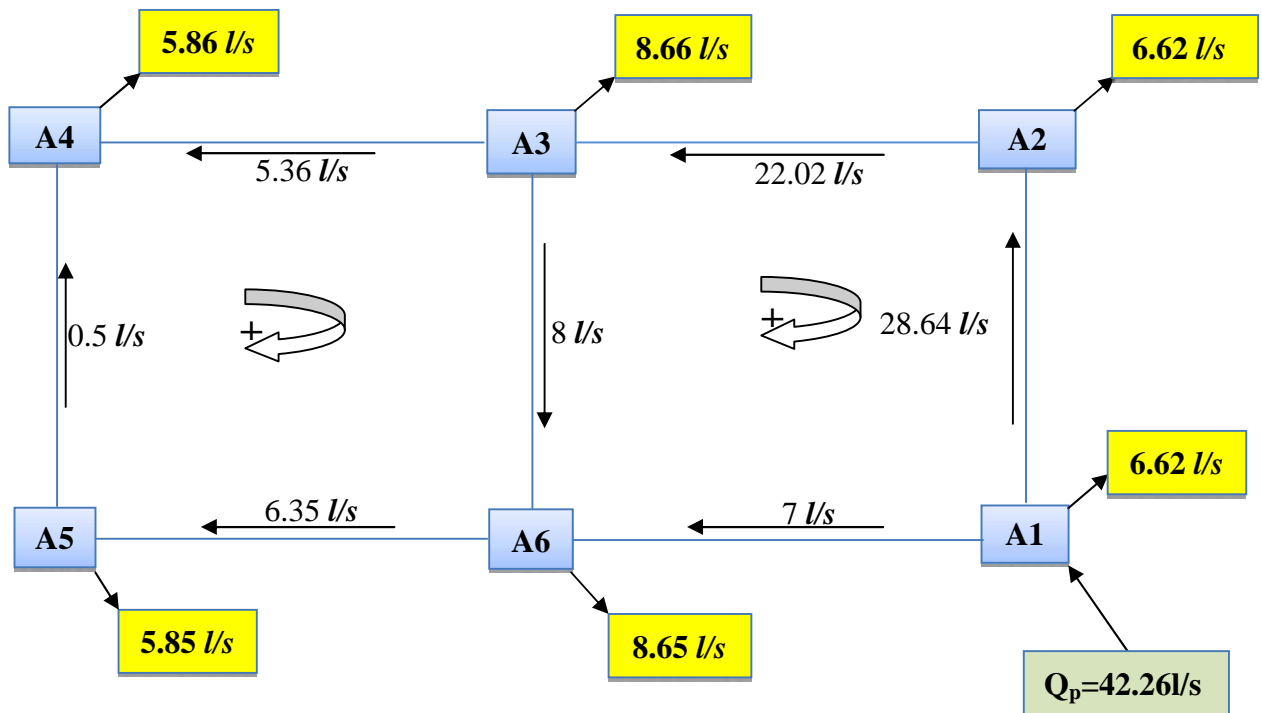 5.86 l/s
8.66 l/s
6.62 l/s
A4
A3
A2
5.36 l/s
22.02 l/s
0.5 l/s
+
8 l/s
+
28.64 l/s
6.62 l/s
6.35 l/s
7 l/s
A5
A6
A1
5.85 l/s
8.65 l/s
Qp=42.26l/s